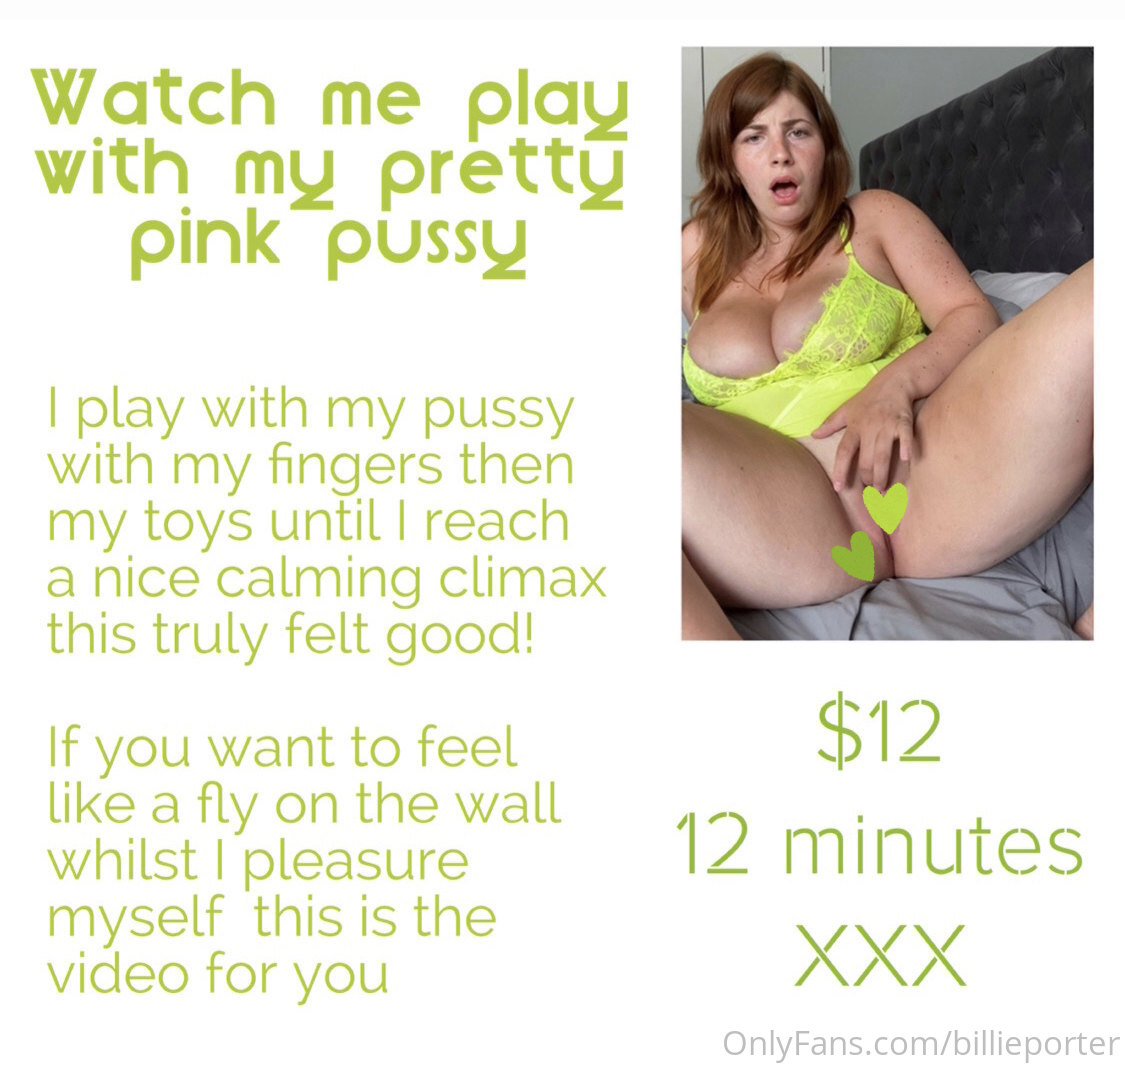 Watch me play
with my pretty
pink pussy
I play with my pussy
with my fingers then
my toys until I reach
a nice calming climax
this truly felt good!
If you want to feel
like a fly on the wall
whilst I pleasure
myself this is the
video for you
$12
12 minutes
XXX
OnlyFans.com/billieporter